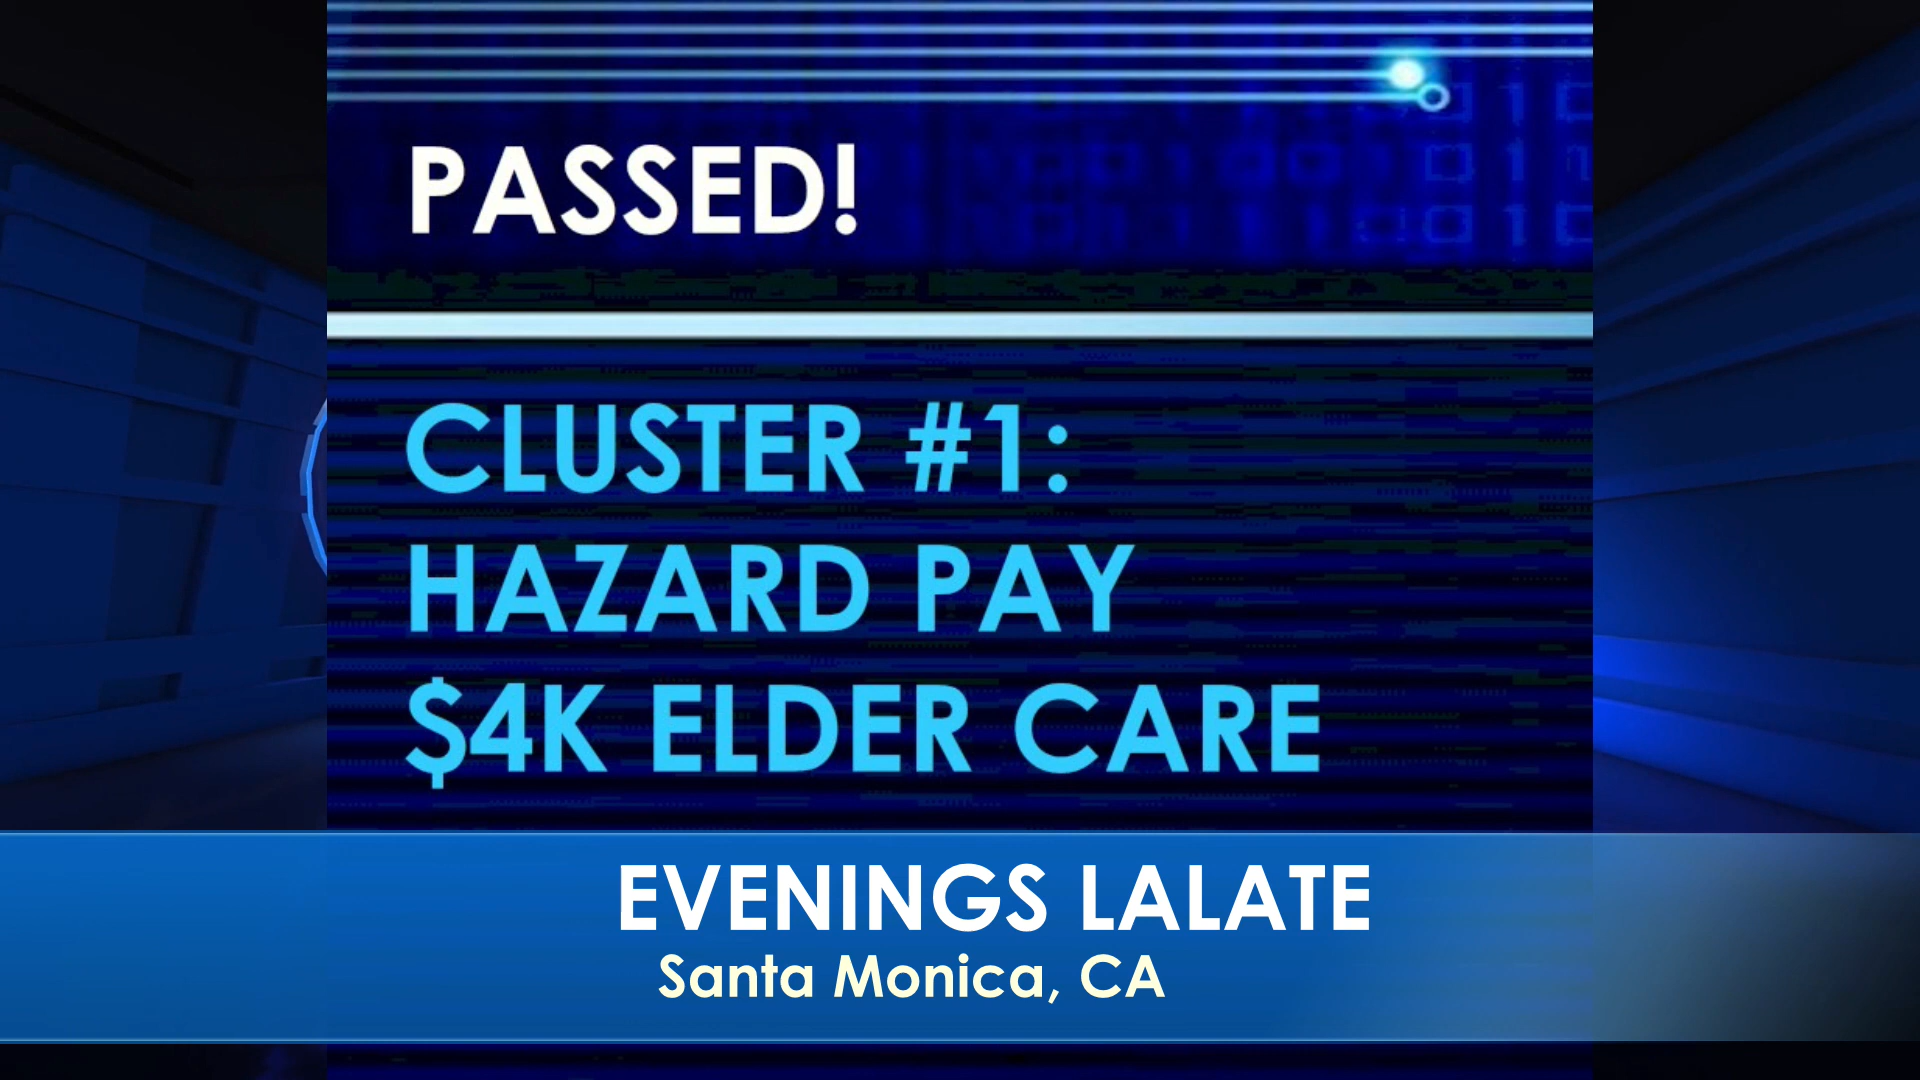 PASSED!
CLUSTER #1:
HAZARD PAY
$4K ELDER CARE
EVENINGS LALATE
Santa Monica, CA